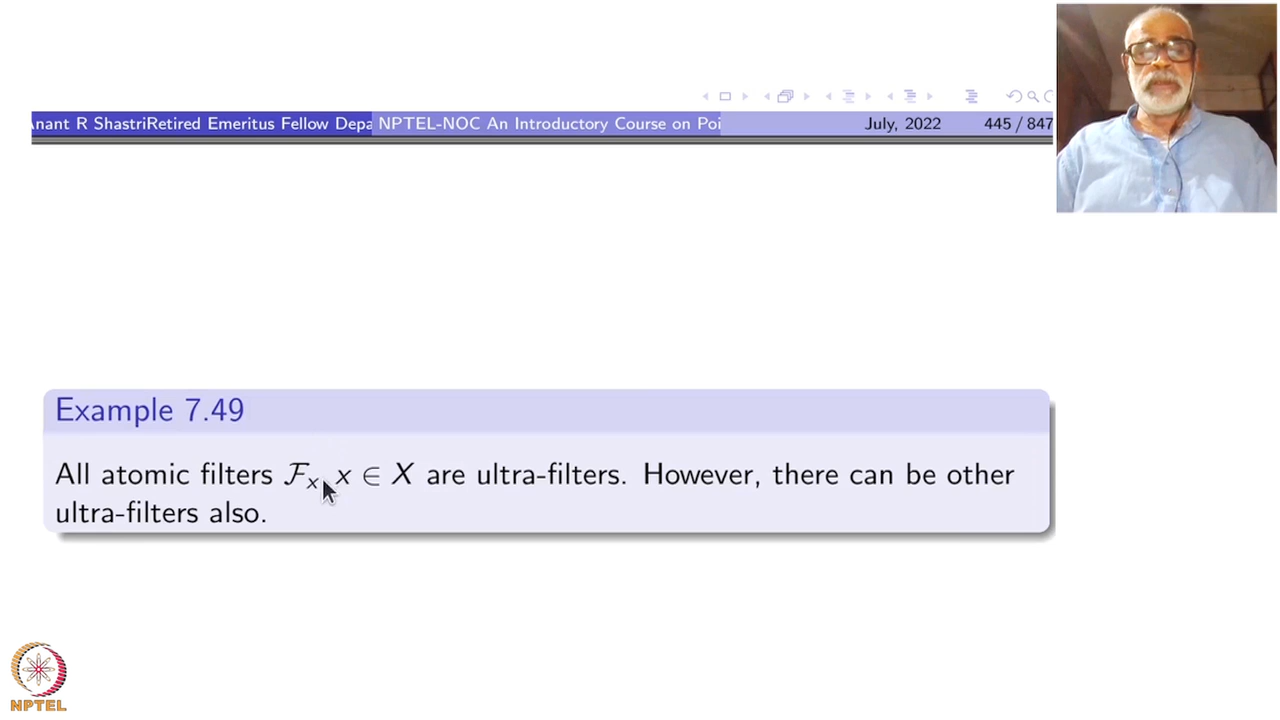 nant R ShastriRetired Emeritus Fellow Depa NPTEL-NOC An Introductory Course on Poi July, 2022 445 / 847
Example 7.49
All atomic filters ℱₓ, x ∈ X are ultra-filters. However, there can be other
ultra-filters also.
NPTEL